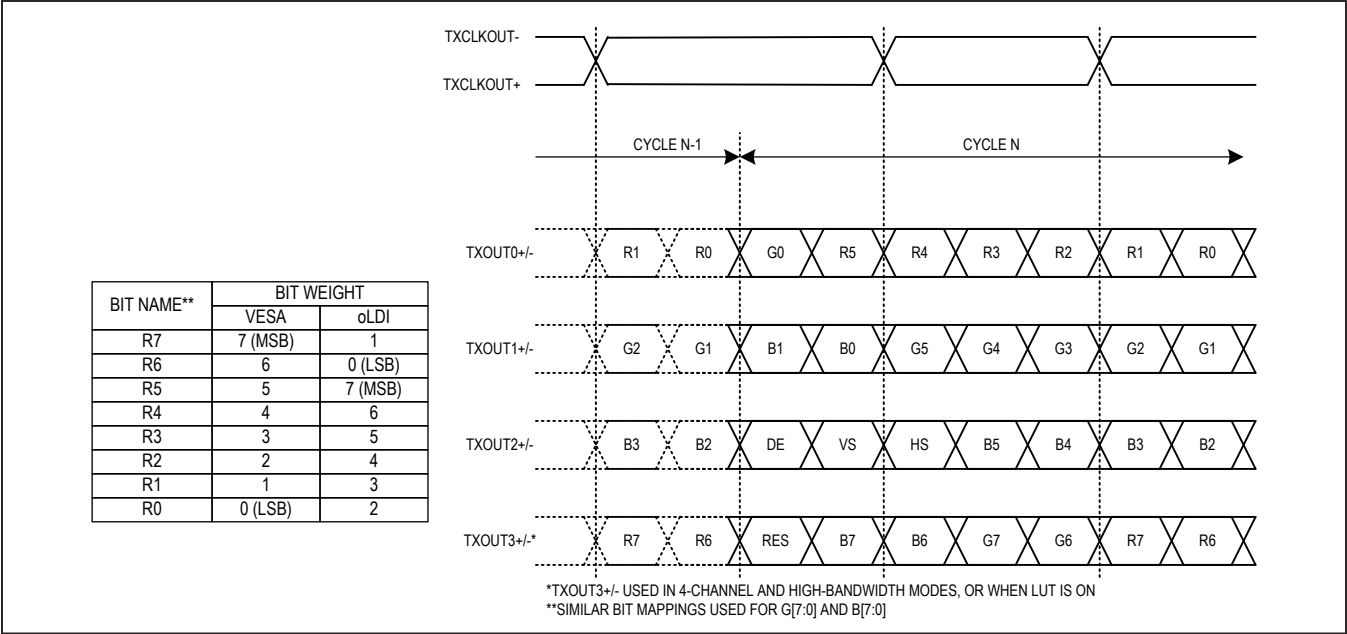 TXCLKOUT-
TXCLKOUT+
CYCLE N-1 CYCLE N
TXOUT0+/- R1 R0 G0 R5 R4 R3 R2 R1 R0
TXOUT1+/- G2 G1 B1 B0 G5 G4 G3 G2 G1
TXOUT2+/- B3 B2 DE VS HS B5 B4 B3 B2
TXOUT3+/-* R7 R6 RES B7 B6 G7 G6 R7 R6
*TXOUT3+/- USED IN 4-CHANNEL AND HIGH-BANDWIDTH MODES, OR WHEN LUT IS ON
**SIMILAR BIT MAPPINGS USED FOR G[7:0] AND B[7:0]
BIT NAME** BIT WEIGHT
VESA oLDI
R7 7 (MSB) 1
R6 6 0 (LSB)
R5 5 7 (MSB)
R4 4 6
R3 3 5
R2 2 4
R1 1 3
R0 0 (LSB) 2